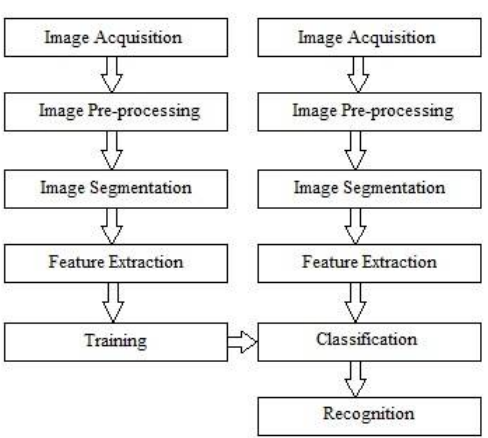 Image Acquisition
Image Pre-processing
Image Segmentation
Feature Extraction
Training
Image Acquisition
Image Pre-processing
Image Segmentation
Feature Extraction
Classification
Recognition